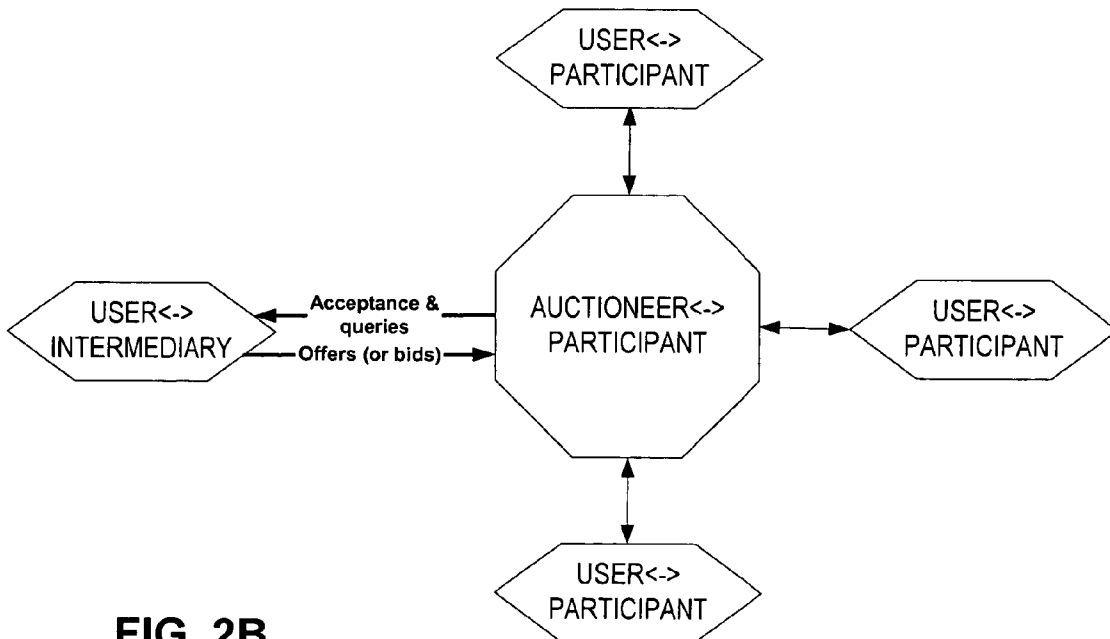 USER<->
PARTICIPANT
USER<->
INTERMEDIARY
Acceptance &
queries
Offers (or bids)
AUCTIONEER<->
PARTICIPANT
USER<->
PARTICIPANT
USER<->
PARTICIPANT
FIG. 2B